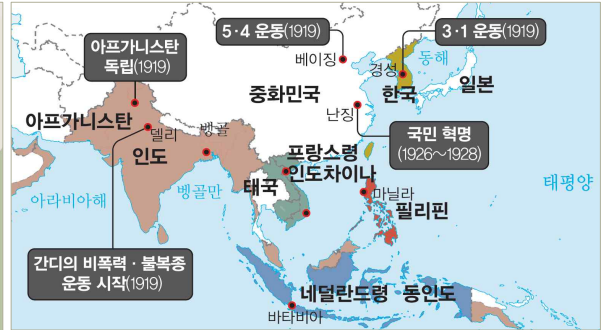 5·4 운동(1919)
3·1 운동(1919)
아프가니스탄
독립(1919)
베이징
경성
동해
중화민국
한국
일본
아프가니스탄
난징
델리
벵골
국민 혁명
(1926~1928)
인도
프랑스령
인도차이나
태국
아라비아해
벵골만
마닐라
태평양
필리핀
간디의 비폭력·불복종
운동 시작(1919)
네덜란드령 동인도
바타비아